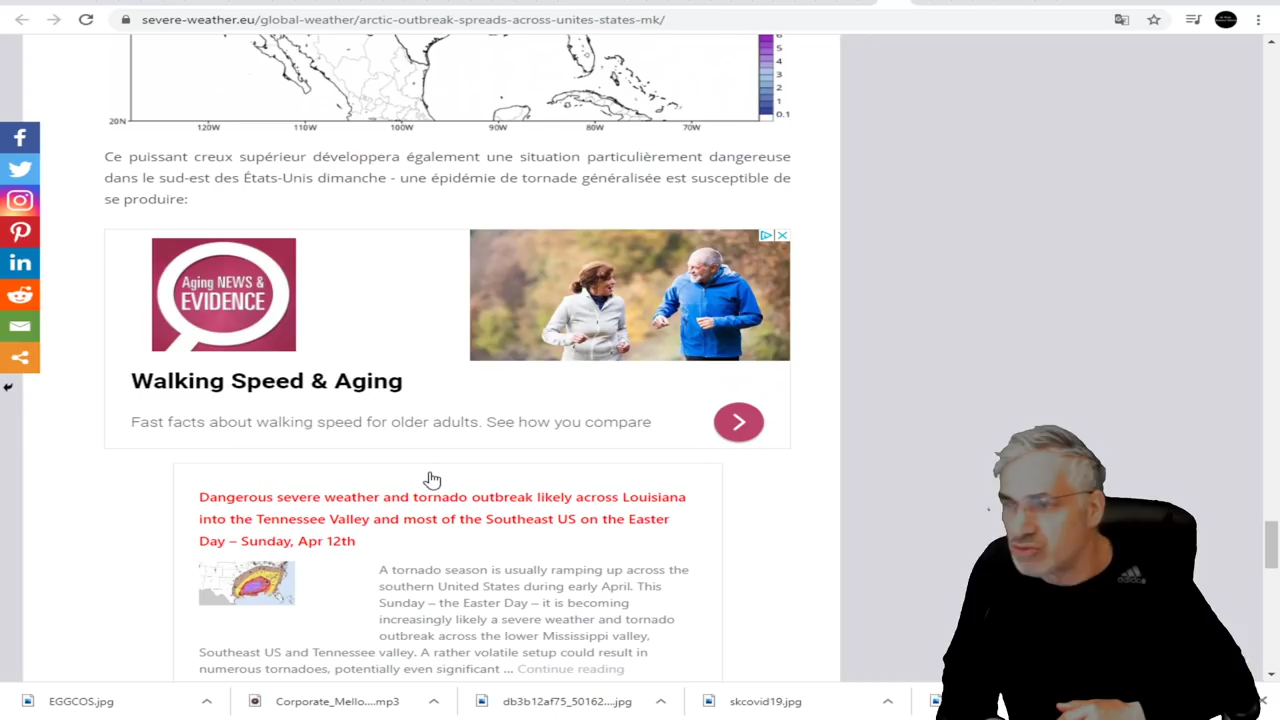 severe-weather.eu/global-weather/arctic-outbreak-spreads-across-unites-states-mk/
5
4
3
2
1
0.1
20N
120W 110W 100W 90W 80W 70W
Ce puissant creux supérieur développera également une situation particulièrement dangereuse
dans le sud-est des États-Unis dimanche - une épidémie de tornade généralisée est susceptible de
se produire:
Aging NEWS &
EVIDENCE
Walking Speed & Aging
Fast facts about walking speed for older adults. See how you compare
Dangerous severe weather and tornado outbreak likely across Louisiana
into the Tennessee Valley and most of the Southeast US on the Easter
Day – Sunday, Apr 12th
A tornado season is usually ramping up across the
southern United States during early April. This
Sunday – the Easter Day – it is becoming
increasingly likely a severe weather and tornado
outbreak across the lower Mississippi valley,
Southeast US and Tennessee valley. A rather volatile setup could result in
numerous tornadoes, potentially even significant ... Continue reading
adidas
EGGCOS.jpg
Corporate_Mello....mp3
db3b12af75_50162...jpg
skcovid19.jpg